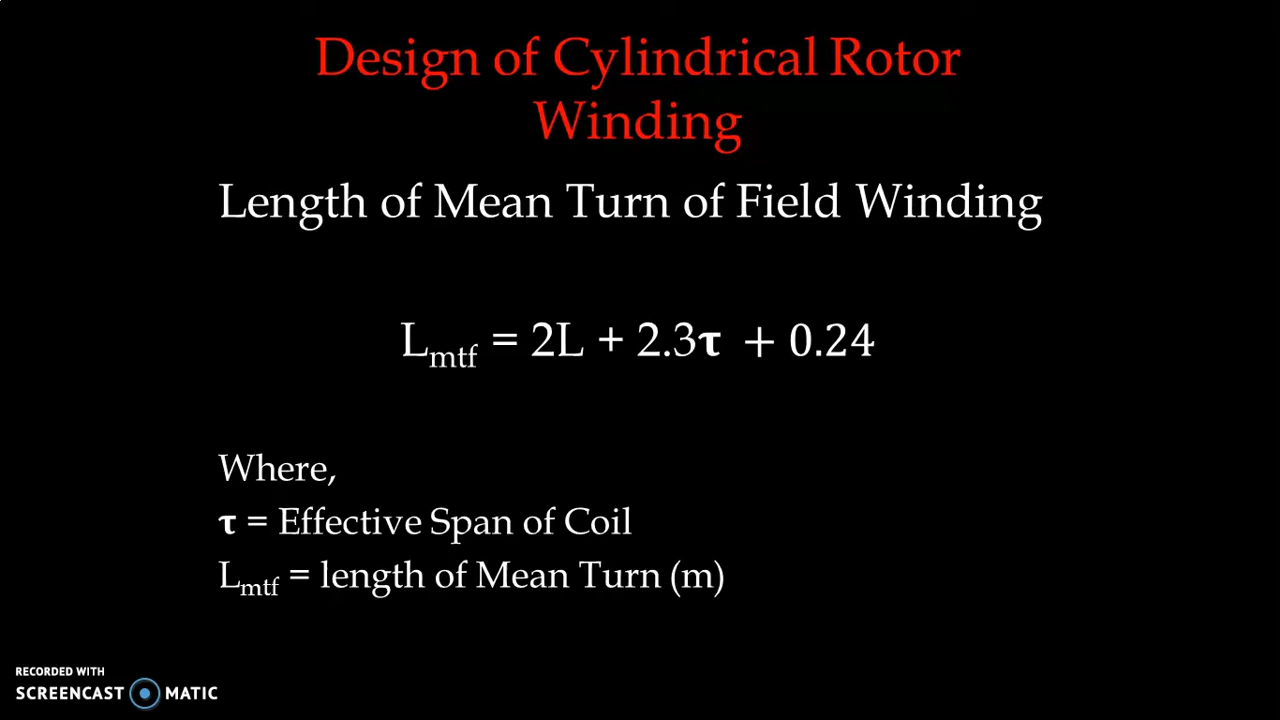 Design of Cylindrical Rotor
Winding
Length of Mean Turn of Field Winding
Lmtf = 2L + 2.3τ + 0.24
Where,
τ = Effective Span of Coil
Lmtf = length of Mean Turn (m)
RECORDED WITH
SCREENCAST MATIC